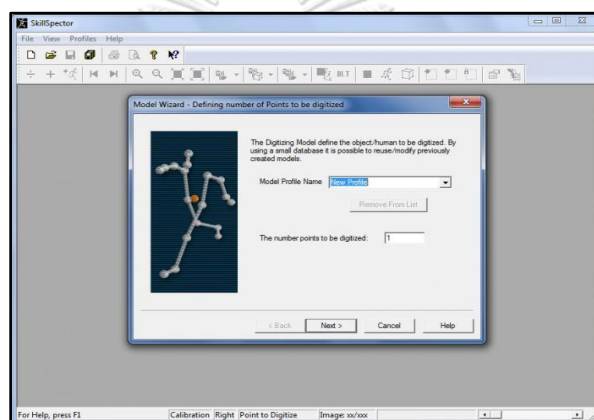 SkillSpector
File View Profiles Help
BLT
Model Wizard - Defining number of Points to be digitized
The Digitizing Model define the object/human to be digitized. By
using a small database it is possible to reuse/modify previously
created models.
Model Profile Name New Profile
Remove From List
The number points to be digitized: 1
< Back Next > Cancel Help
For Help, press F1 Calibration Right Point to Digitize Image: xx/xxx